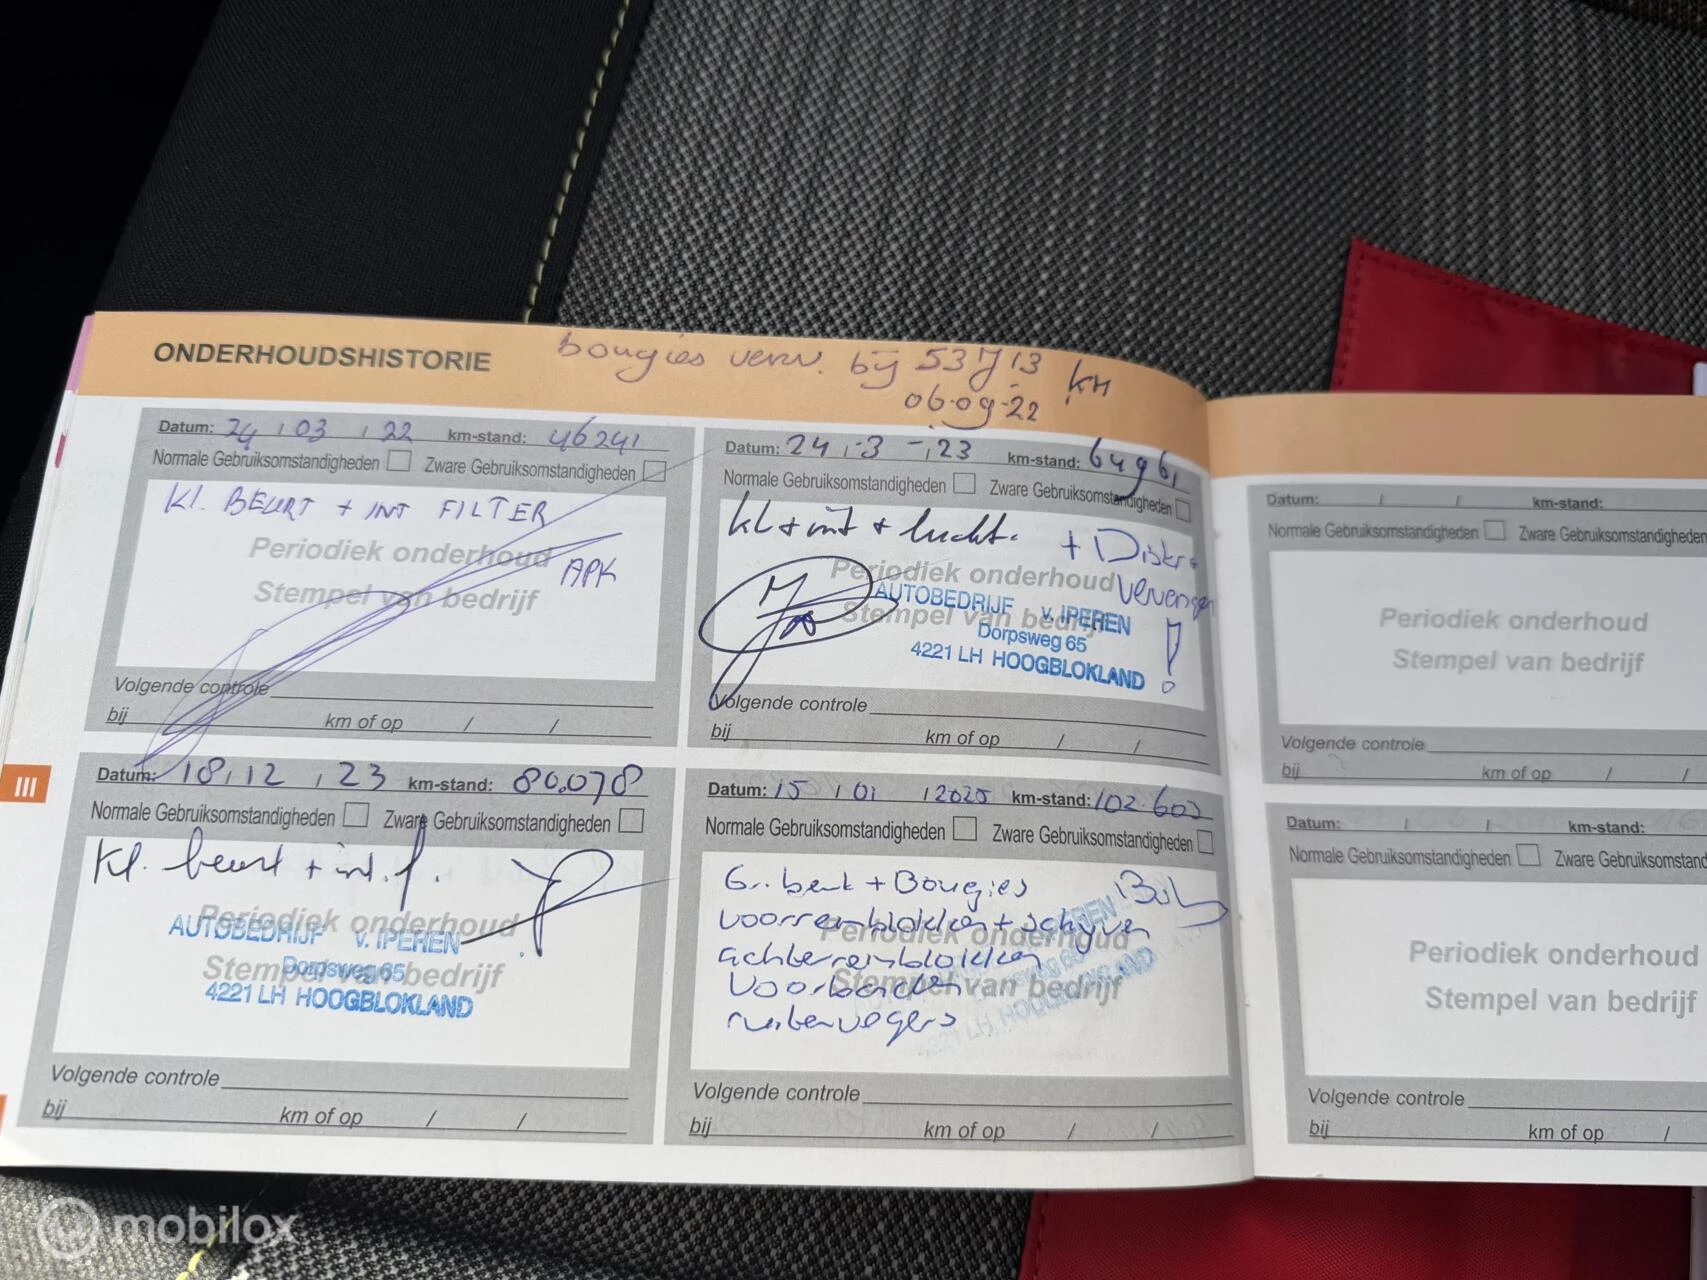 ONDERHOUDSHISTORIE
bougies verv. bij 53713 km
06-09-22
Datum: 24 / 03 / 22 km-stand: 46241
Normale Gebruiksomstandigheden Zware Gebruiksomstandigheden
Kl. BEURT + INT FILTER
Periodiek onderhoud
APK
Stempel van bedrijf
Volgende controle
bij km of op / /
Datum: 24 / -3 - / 23 km-stand:
Normale Gebruiksomstandigheden Zware Gebruiksomstandigheden
kl + int + lucht.
+
Periodiek onderhoud
Stempel van bedrijf
AUTOBEDRIJF v. IPEREN
Dorpsweg 65
4221 LH HOOGBLOKLAND
!
Volgende controle
bij km of op / /
III
Datum: 18 / 12 / 23 km-stand: 80.078
Normale Gebruiksomstandigheden Zware Gebruiksomstandigheden
Kl. beurt + int. f.
Periodiek onderhoud
AUTOBEDRIJF v. IPEREN
Stempel van bedrijf
Dorpsweg 65
4221 LH HOOGBLOKLAND
Volgende controle
bij km of op / /
Datum: 15 / 01 / 2025 km-stand:
Normale Gebruiksomstandigheden Zware Gebruiksomstandigheden
Gr. beurt + Bougies
voorremblokken + schijven
Periodiek onderhoud
achterremblokken
Stempel van bedrijf
Voorbanden
ruitenwissers
Volgende controle
bij km of op / /
Datum: / / km-stand:
Normale Gebruiksomstandigheden Zware Gebruiksomstandigheden
Periodiek onderhoud
Stempel van bedrijf
Volgende controle
bij km of op / /
Datum: / / km-stand:
Normale Gebruiksomstandigheden Zware
Periodiek onderhoud
Stempel van bedrijf
Volgende controle
bij km of op /
mobilox